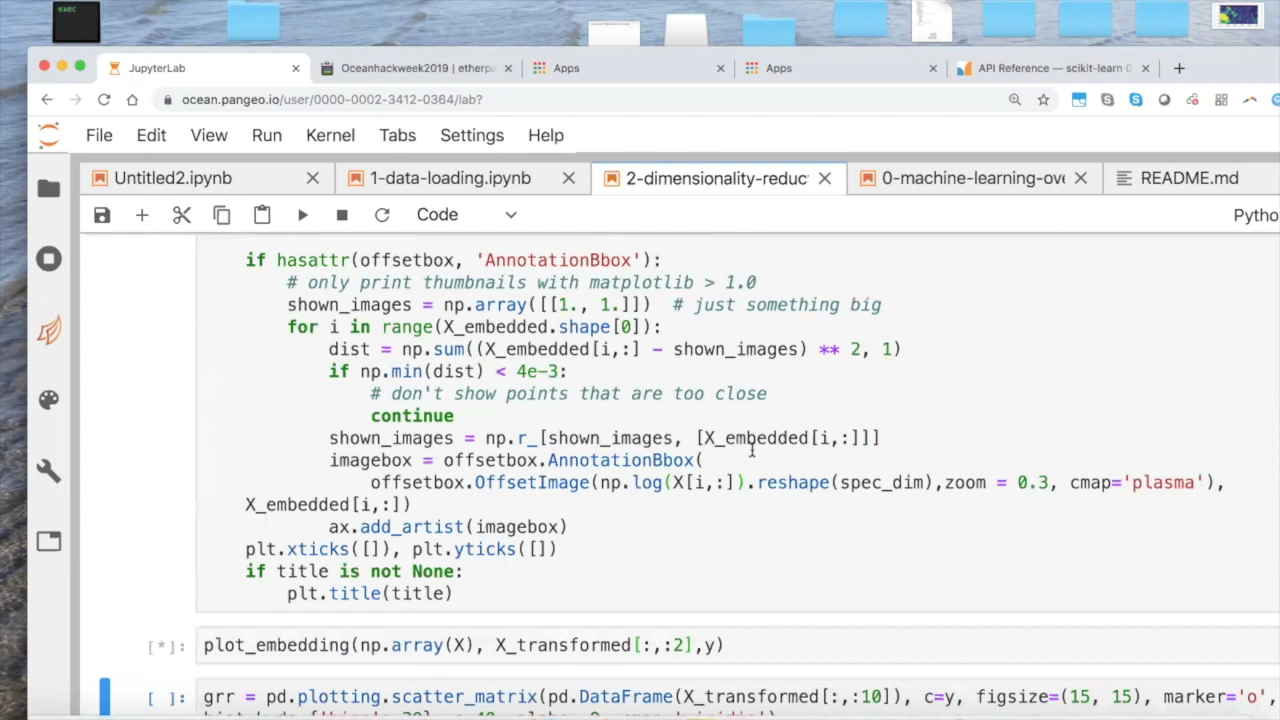 exec
JS
JupyterLab
Oceanhackweek2019 | etherpa
Apps
Apps
API Reference — scikit-learn 0
ocean.pangeo.io/user/0000-0002-3412-0364/lab?
File Edit View Run Kernel Tabs Settings Help
Untitled2.ipynb
1-data-loading.ipynb
2-dimensionality-reduc
0-machine-learning-ove
README.md
Code
Pytho
if hasattr(offsetbox, 'AnnotationBbox'):
# only print thumbnails with matplotlib > 1.0
shown_images = np.array([[1., 1.]]) # just something big
for i in range(X_embedded.shape[0]):
dist = np.sum((X_embedded[i,:] - shown_images) ** 2, 1)
if np.min(dist) < 4e-3:
# don't show points that are too close
continue
shown_images = np.r_[shown_images, [X_embedded[i,:]]]
imagebox = offsetbox.AnnotationBbox(
offsetbox.OffsetImage(np.log(X[i,:]).reshape(spec_dim),zoom = 0.3, cmap='plasma'),
X_embedded[i,:])
ax.add_artist(imagebox)
plt.xticks([]), plt.yticks([])
if title is not None:
plt.title(title)
[*]: plot_embedding(np.array(X), X_transformed[:,:2],y)
[ ]: grr = pd.plotting.scatter_matrix(pd.DataFrame(X_transformed[:,:10]), c=y, figsize=(15, 15), marker='o',